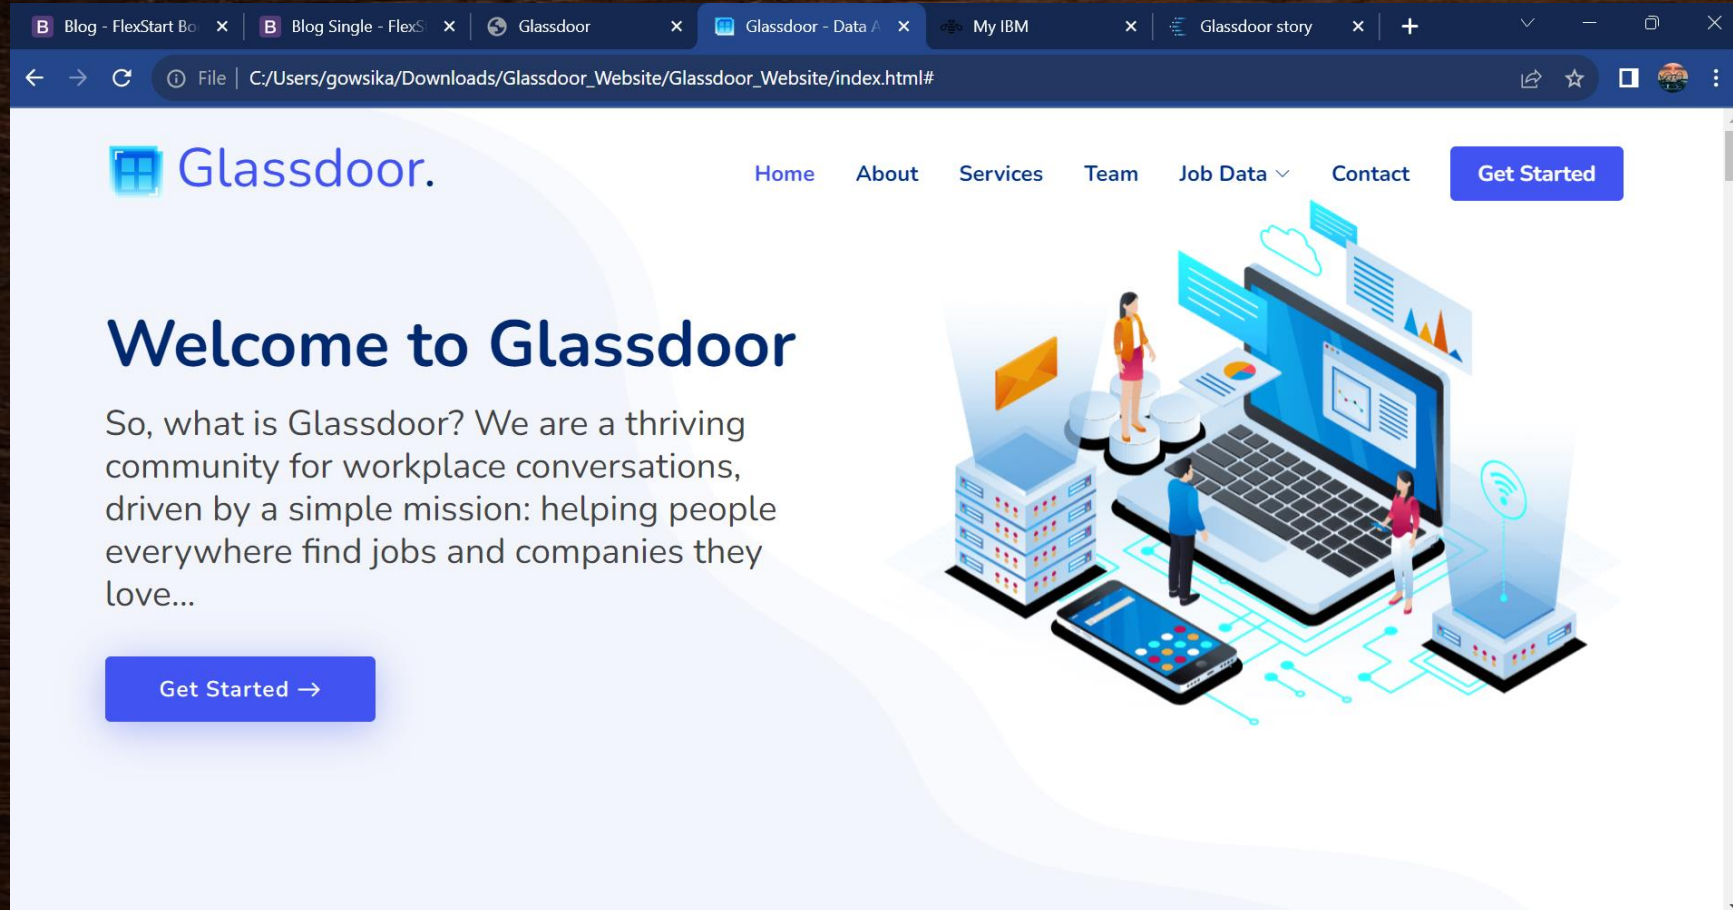 Blog - FlexStart Bo
Blog Single - FlexS
Glassdoor
Glassdoor - Data A
My IBM
Glassdoor story
File
C:/Users/gowsika/Downloads/Glassdoor_Website/Glassdoor_Website/index.html#
Glassdoor.
Home
About
Services
Team
Job Data
Contact
Get Started
Welcome to Glassdoor
So, what is Glassdoor? We are a thriving
community for workplace conversations,
driven by a simple mission: helping people
everywhere find jobs and companies they
love...
Get Started →